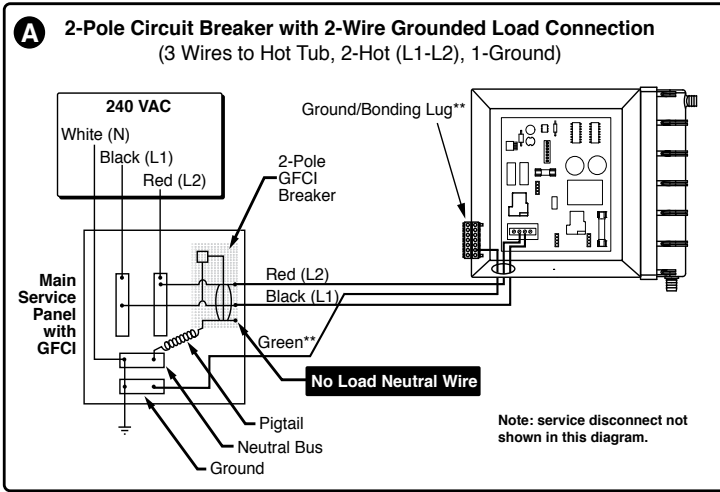 A
2-Pole Circuit Breaker with 2-Wire Grounded Load Connection
(3 Wires to Hot Tub, 2-Hot (L1-L2), 1-Ground)
240 VAC
White (N)
Black (L1)
Red (L2)
Ground/Bonding Lug**
2-Pole
GFCI
Breaker
Main
Service
Panel
with
GFCI
Red (L2)
Black (L1)
Green**
No Load Neutral Wire
Pigtail
Neutral Bus
Ground
Note: service disconnect not
shown in this diagram.